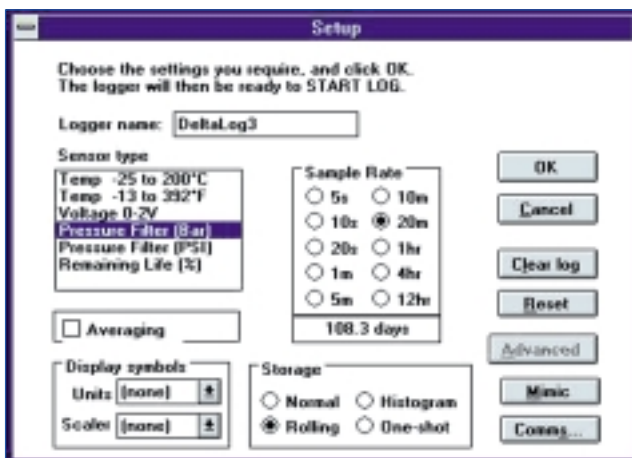 Setup
Choose the settings you require, and click OK.
The logger will then be ready to START LOG.
Logger name: DeltaLog3
Sensor type
Temp -25 to 200°C
Temp -13 to 392°F
Voltage 0-2V
Pressure Filter (Bar)
Pressure Filter (PSI)
Remaining Life (%)
Averaging
Display symbols
Units (none)
Scaler (none)
Sample Rate
5s 10m
10s 20m
20s 1hr
1m 4hr
5m 12hr
108.3 days
Storage
Normal Histogram
Rolling One-shot
OK
Cancel
Clear log
Reset
Advanced
Mimic
Comms...